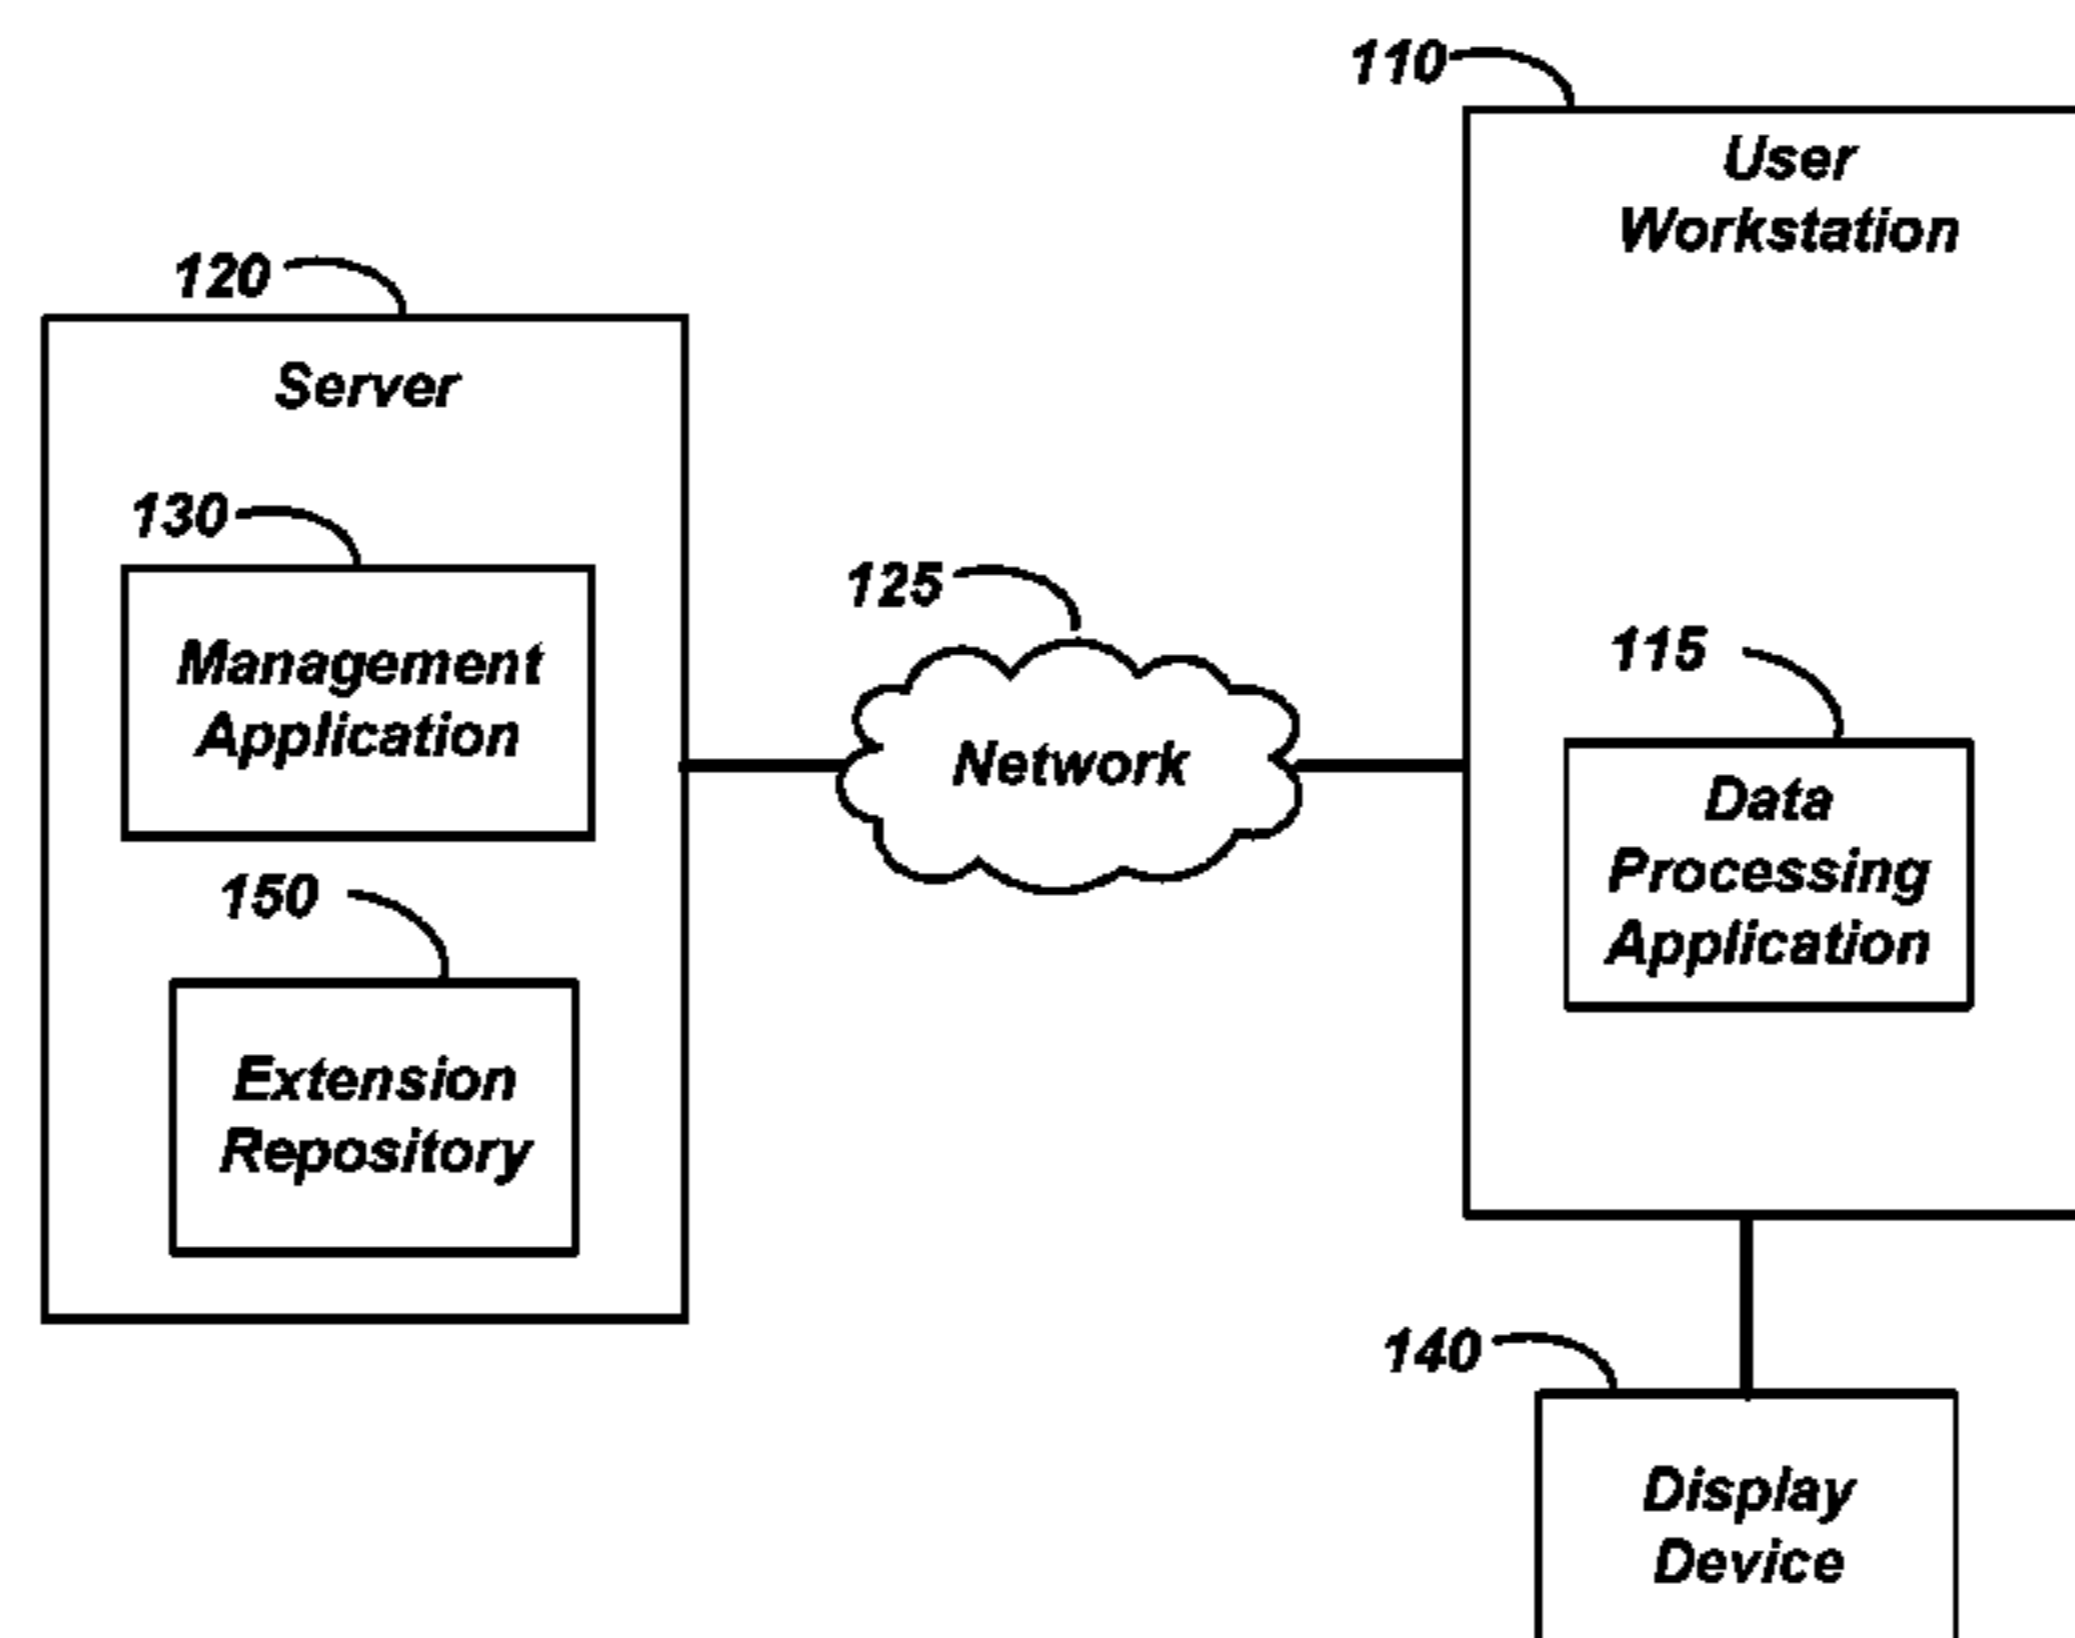 110
User
Workstation
120
Server
130
Management
Application
125
Network
115
Data
Processing
Application
150
Extension
Repository
140
Display
Device